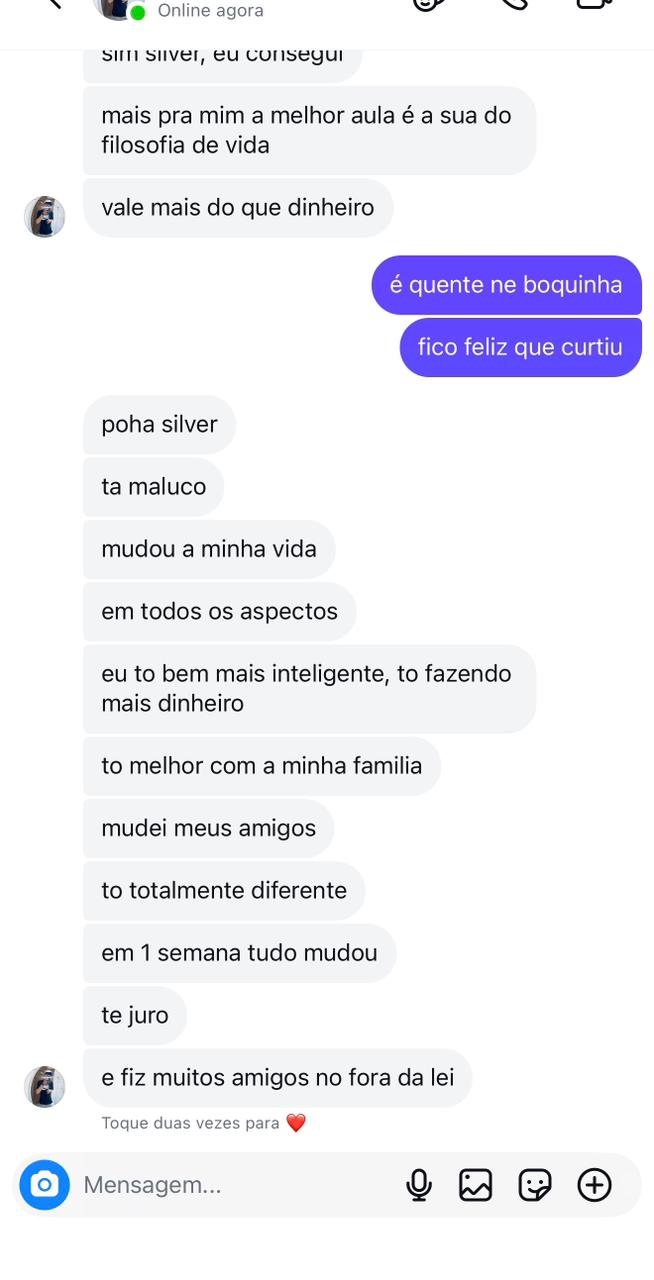 Online agora
sim silver, eu consegui
mais pra mim a melhor aula é a sua do
filosofia de vida
vale mais do que dinheiro
é quente ne boquinha
fico feliz que curtiu
poha silver
ta maluco
mudou a minha vida
em todos os aspectos
eu to bem mais inteligente, to fazendo
mais dinheiro
to melhor com a minha familia
mudei meus amigos
to totalmente diferente
em 1 semana tudo mudou
te juro
e fiz muitos amigos no fora da lei
Toque duas vezes para ❤️
Mensagem...